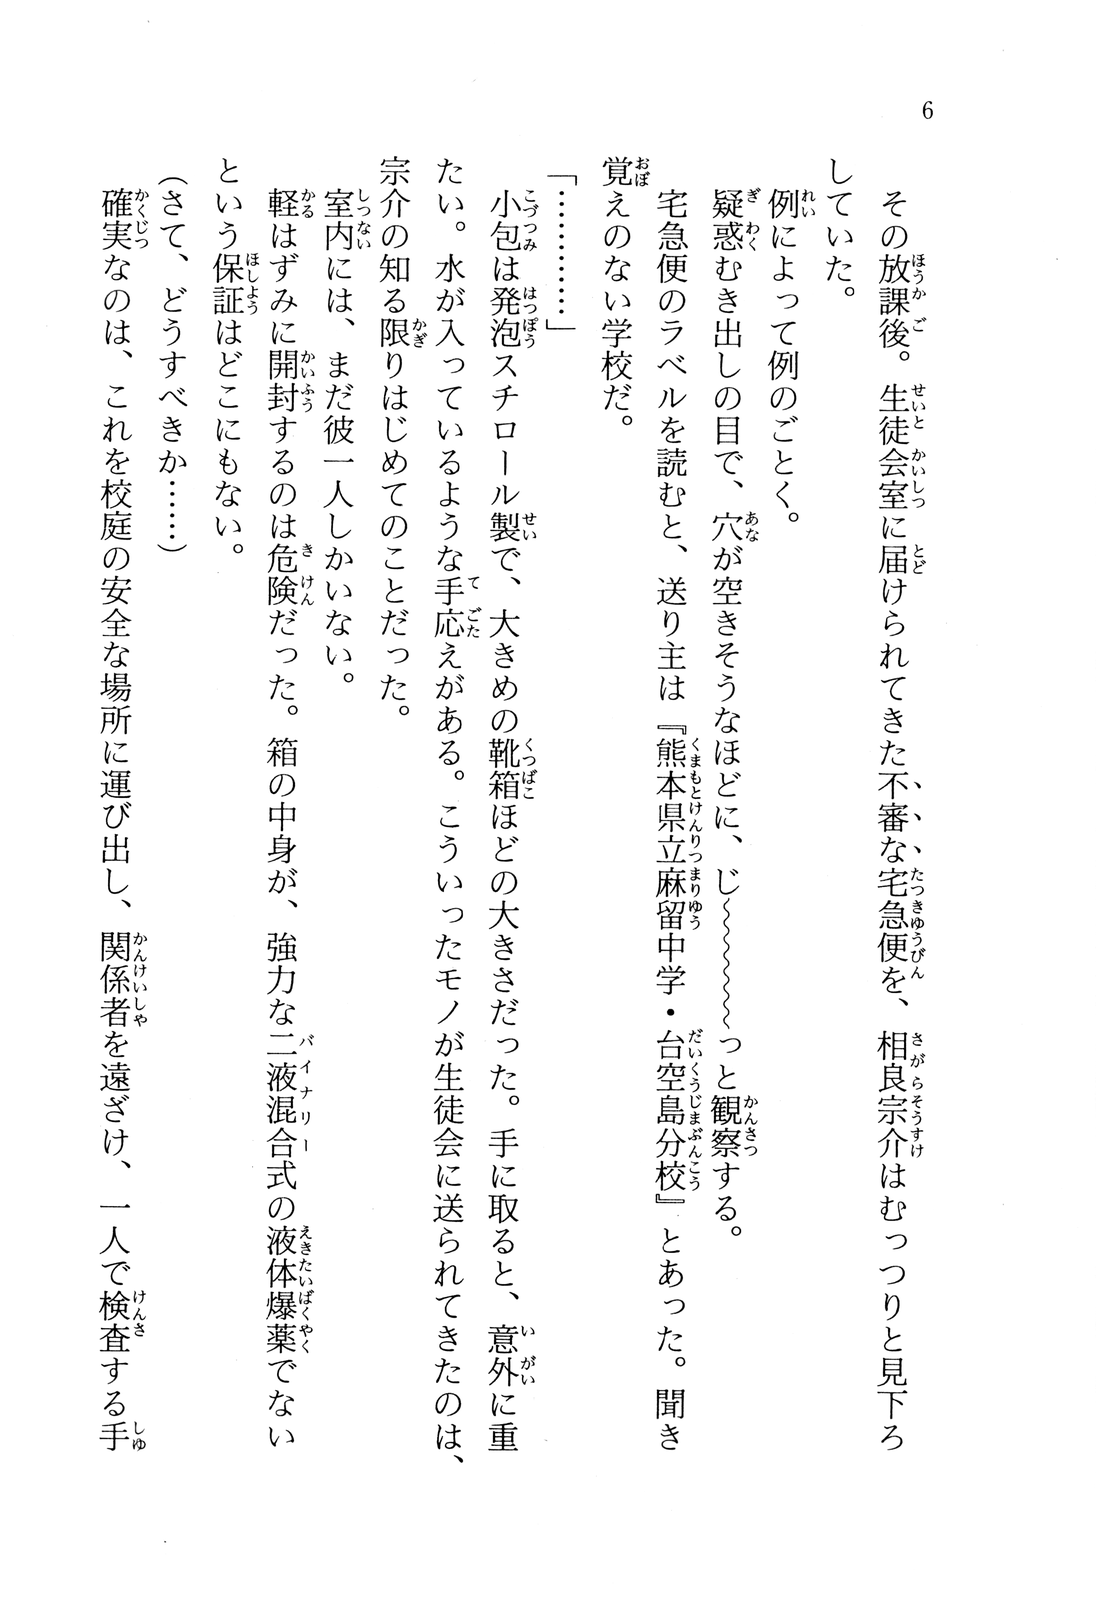 6
その放課後。生徒会室に届けられてきた不審な宅急便を、相良宗介はむっつりと見下ろ
していた。
例によって例のごとく。
疑惑むき出しの目で、穴が空きそうなほどに、じ〜〜〜〜っと観察する。
宅急便のラベルを読むと、送り主は『熊本県立麻留中学・台空島分校』とあった。聞き
覚えのない学校だ。
「…………」
小包は発泡スチロール製で、大きめの靴箱ほどの大きさだった。手に取ると、意外に重
たい。水が入っているような手応えがある。こういったモノが生徒会に送られてきたのは、
宗介の知る限りはじめてのことだった。
室内には、まだ彼一人しかいない。
軽はずみに開封するのは危険だった。箱の中身が、強力な二液混合式の液体爆薬でない
という保証はどこにもない。
（さて、どうすべきか……）
確実なのは、これを校庭の安全な場所に運び出し、関係者を遠ざけ、一人で検査する手